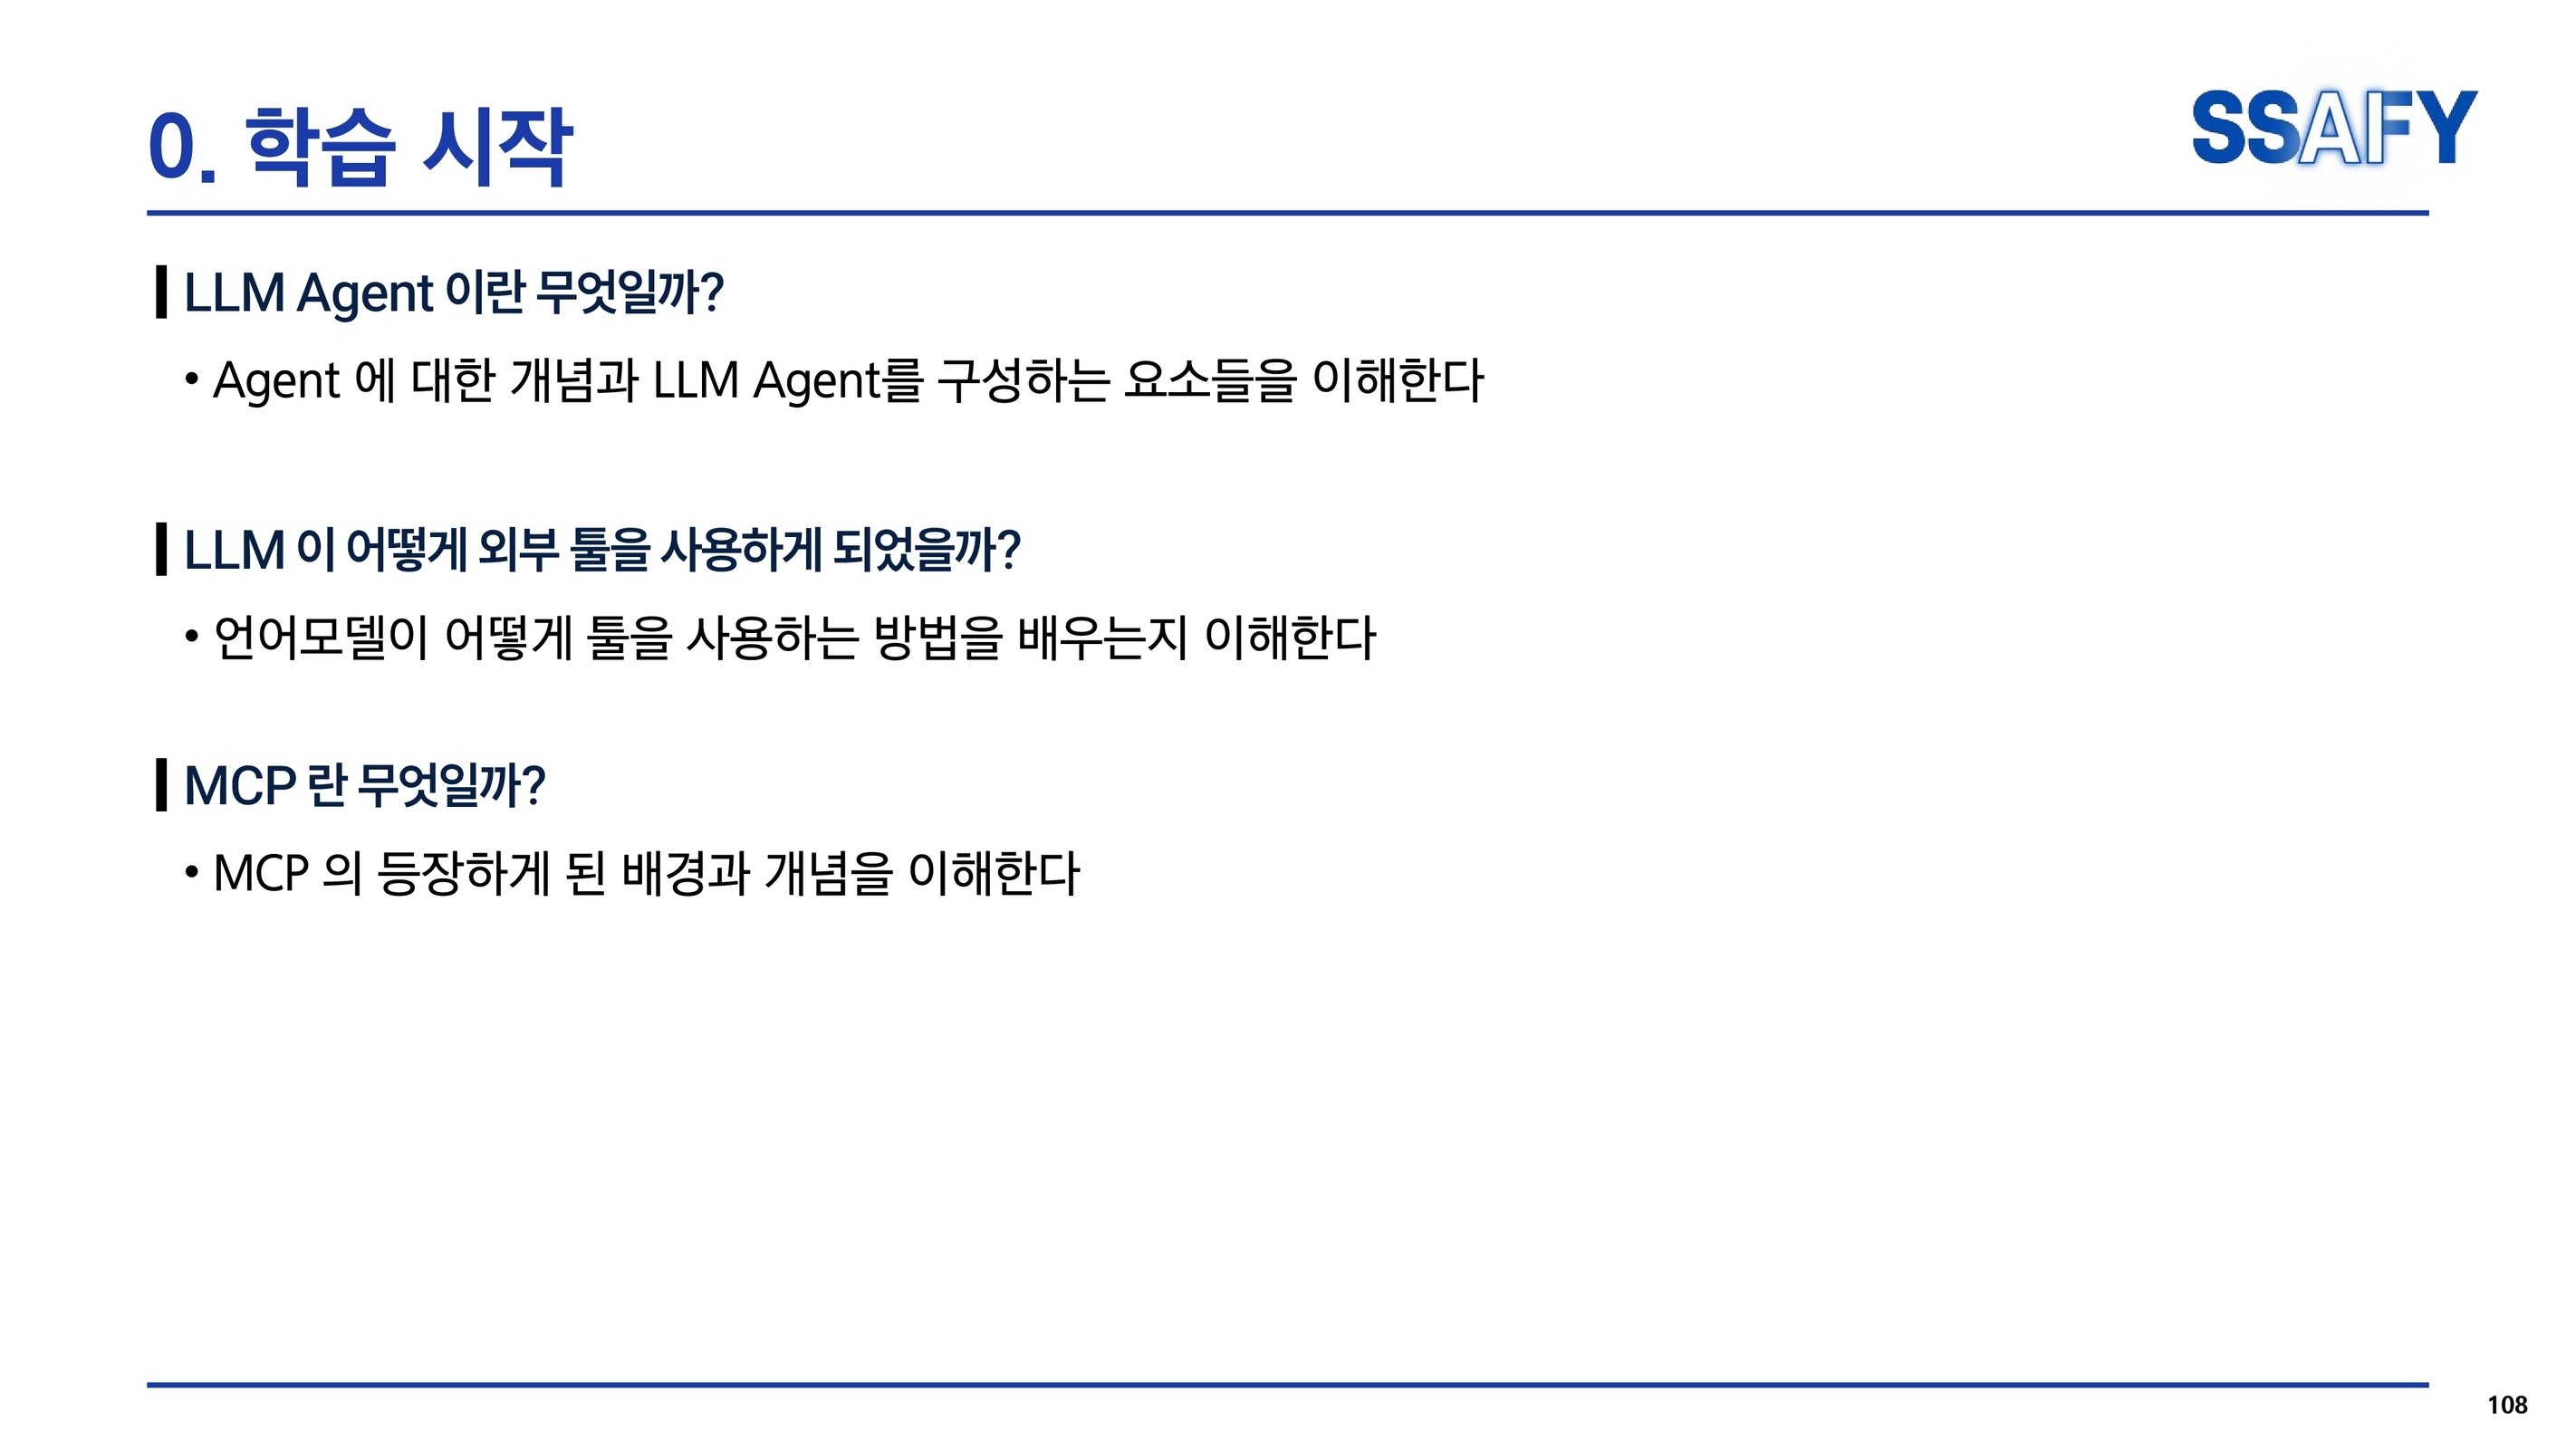 0. 학습 시작
SSAFY
LLM Agent 이란 무엇일까?
• Agent 에 대한 개념과 LLM Agent를 구성하는 요소들을 이해한다
LLM 이 어떻게 외부 툴을 사용하게 되었을까?
• 언어모델이 어떻게 툴을 사용하는 방법을 배우는지 이해한다
MCP 란 무엇일까?
• MCP 의 등장하게 된 배경과 개념을 이해한다
108